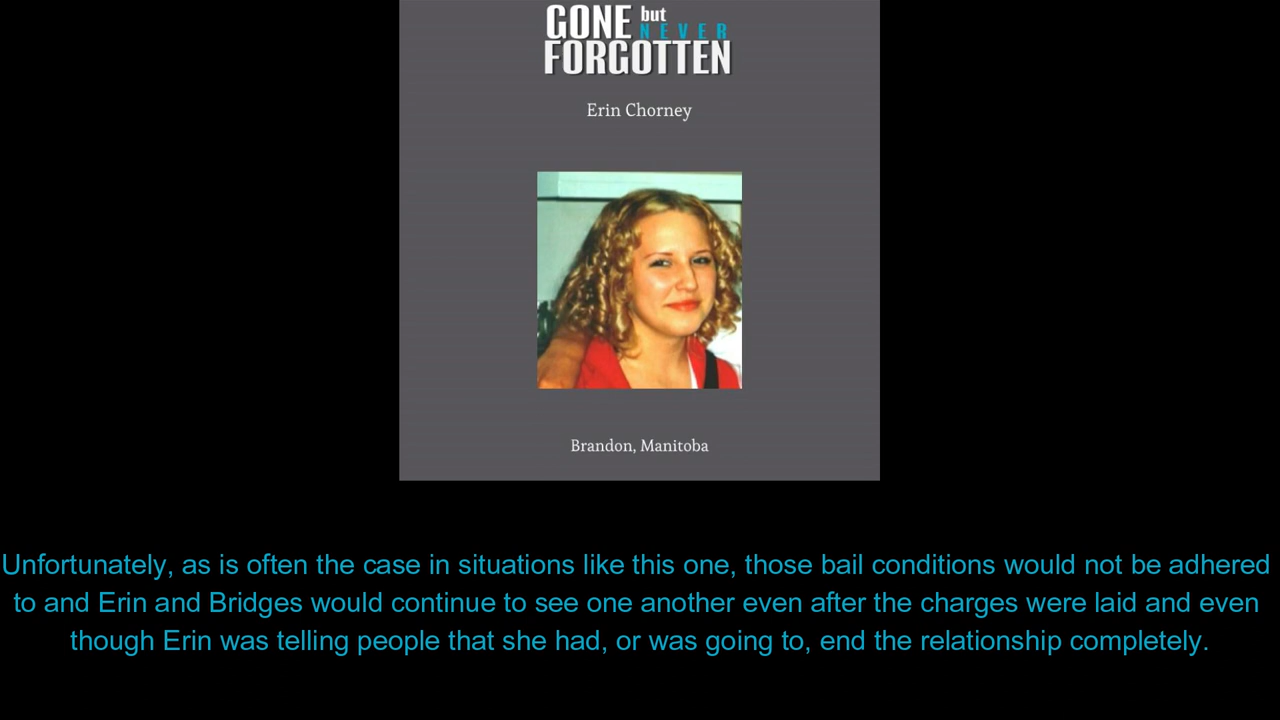 GONE but
NEVER
FORGOTTEN
Erin Chorney
Brandon, Manitoba
Unfortunately, as is often the case in situations like this one, those bail conditions would not be adhered
to and Erin and Bridges would continue to see one another even after the charges were laid and even
though Erin was telling people that she had, or was going to, end the relationship completely.